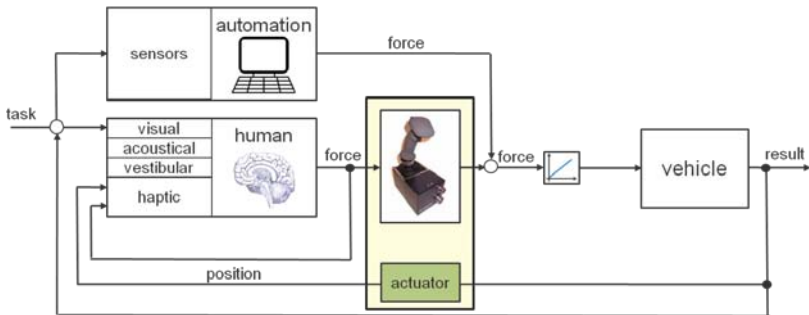 automation
sensors
force
task
visual
acoustical
vestibular
haptic
human
force
force
vehicle
result
position
actuator